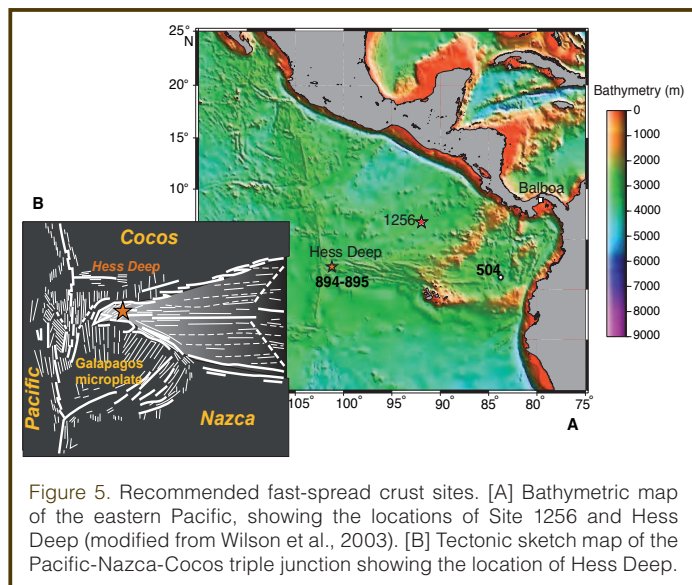 25°
N
20°
15°
10°
Bathymetry (m)
0
1000
2000
3000
4000
5000
6000
7000
8000
9000
Balboa
1256
Hess Deep
894-895
504
105° 100° 95° 90° 85° 80° 75°
A
B
Cocos
Hess Deep
Galapagos
microplate
Pacific
Nazca
Figure 5. Recommended fast-spread crust sites. [A] Bathymetric map
of the eastern Pacific, showing the locations of Site 1256 and Hess
Deep (modified from Wilson et al., 2003). [B] Tectonic sketch map of the
Pacific-Nazca-Cocos triple junction showing the location of Hess Deep.